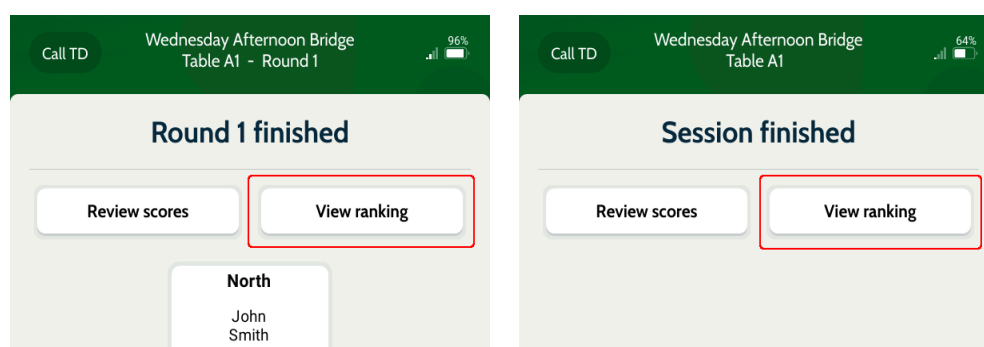 Call TD
Wednesday Afternoon Bridge
Table A1 - Round 1
96%
Round 1 finished
Review scores
View ranking
North
John
Smith
Call TD
Wednesday Afternoon Bridge
Table A1
64%
Session finished
Review scores
View ranking